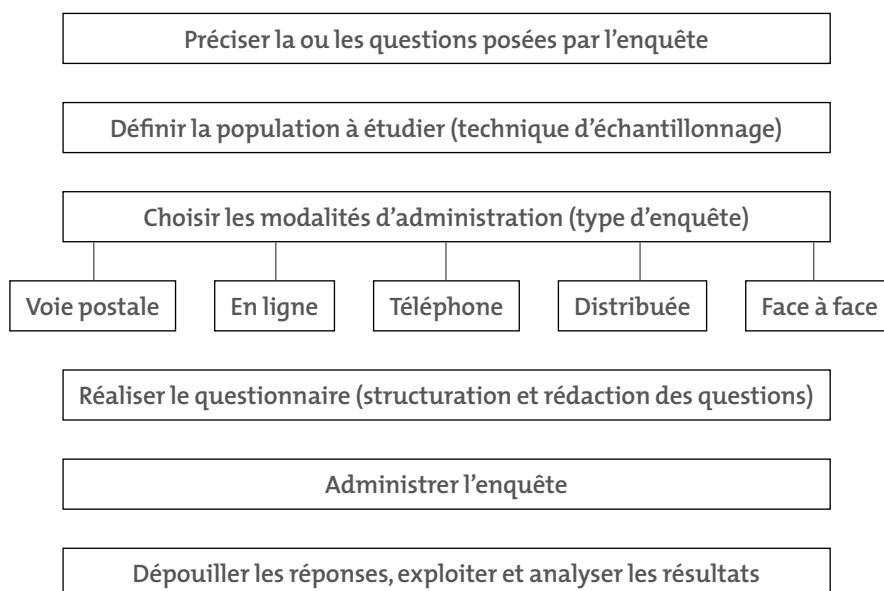 Préciser la ou les questions posées par l’enquête
Définir la population à étudier (technique d’échantillonnage)
Choisir les modalités d’administration (type d’enquête)
Voie postale
En ligne
Téléphone
Distribuée
Face à face
Réaliser le questionnaire (structuration et rédaction des questions)
Administrer l’enquête
Dépouiller les réponses, exploiter et analyser les résultats